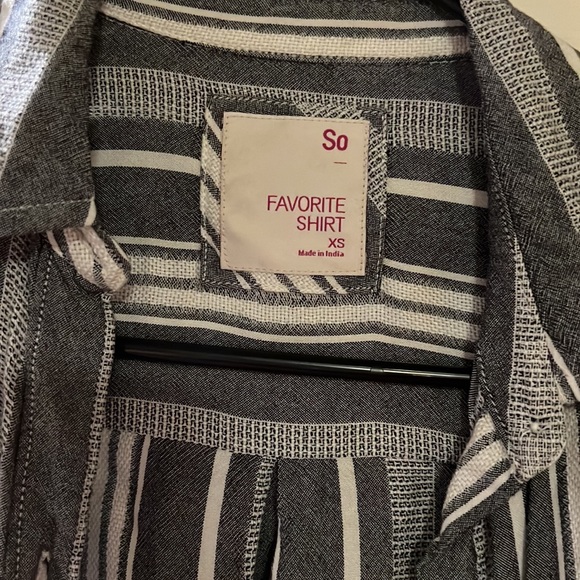 So
FAVORITE
SHIRT
XS
Made in India